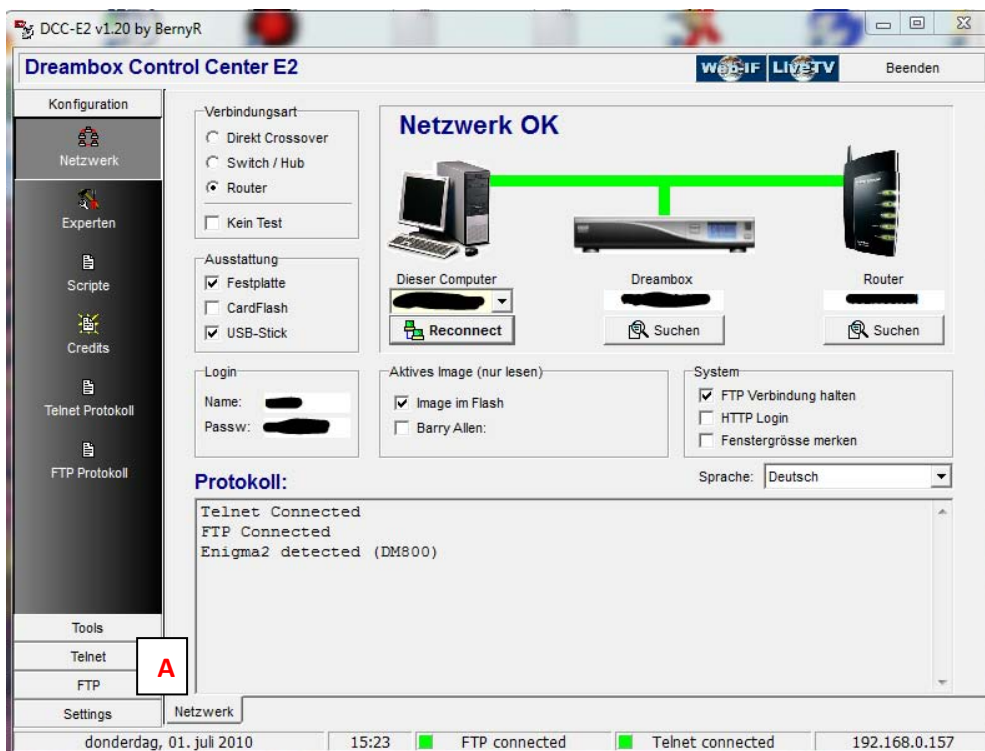 DCC-E2 v1.20 by BernyR
Dreambox Control Center E2
Web-IF
LiveTV
Beenden
Konfiguration
Netzwerk
Experten
Scripte
Credits
Telnet Protokoll
FTP Protokoll
Tools
Telnet
FTP
Settings
A
Verbindungsart
Direkt Crossover
Switch / Hub
Router
Kein Test
Ausstattung
Festplatte
CardFlash
USB-Stick
Netzwerk OK
Dieser Computer
Dreambox
Router
Reconnect
Suchen
Suchen
Login
Name:
Passw:
Aktives Image (nur lesen)
Image im Flash
Barry Allen:
System
FTP Verbindung halten
HTTP Login
Fenstergrösse merken
Sprache: Deutsch
Protokoll:
Telnet Connected
FTP Connected
Enigma2 detected (DM800)
Netzwerk
donderdag, 01. juli 2010 15:23 FTP connected Telnet connected 192.168.0.157